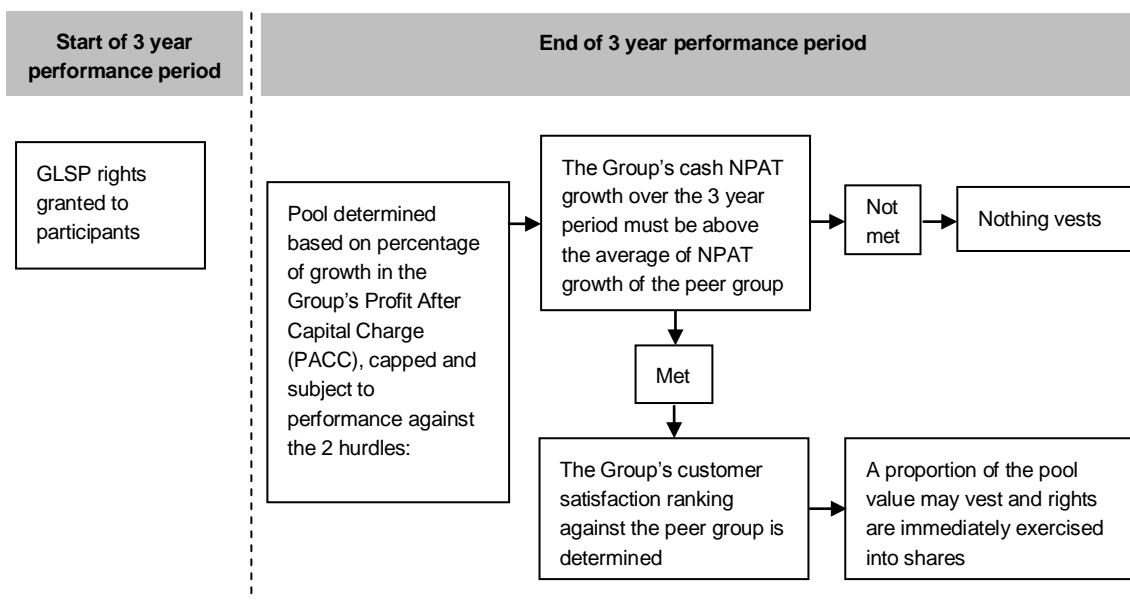 Start of 3 year
performance period
End of 3 year performance period
GLSP rights
granted to
participants
Pool determined
based on percentage
of growth in the
Group's Profit After
Capital Charge
(PACC), capped and
subject to
performance against
the 2 hurdles:
The Group's cash NPAT
growth over the 3 year
period must be above
the average of NPAT
growth of the peer group
Not
met
Nothing vests
Met
The Group's customer
satisfaction ranking
against the peer group is
determined
A proportion of the pool
value may vest and rights
are immediately exercised
into shares